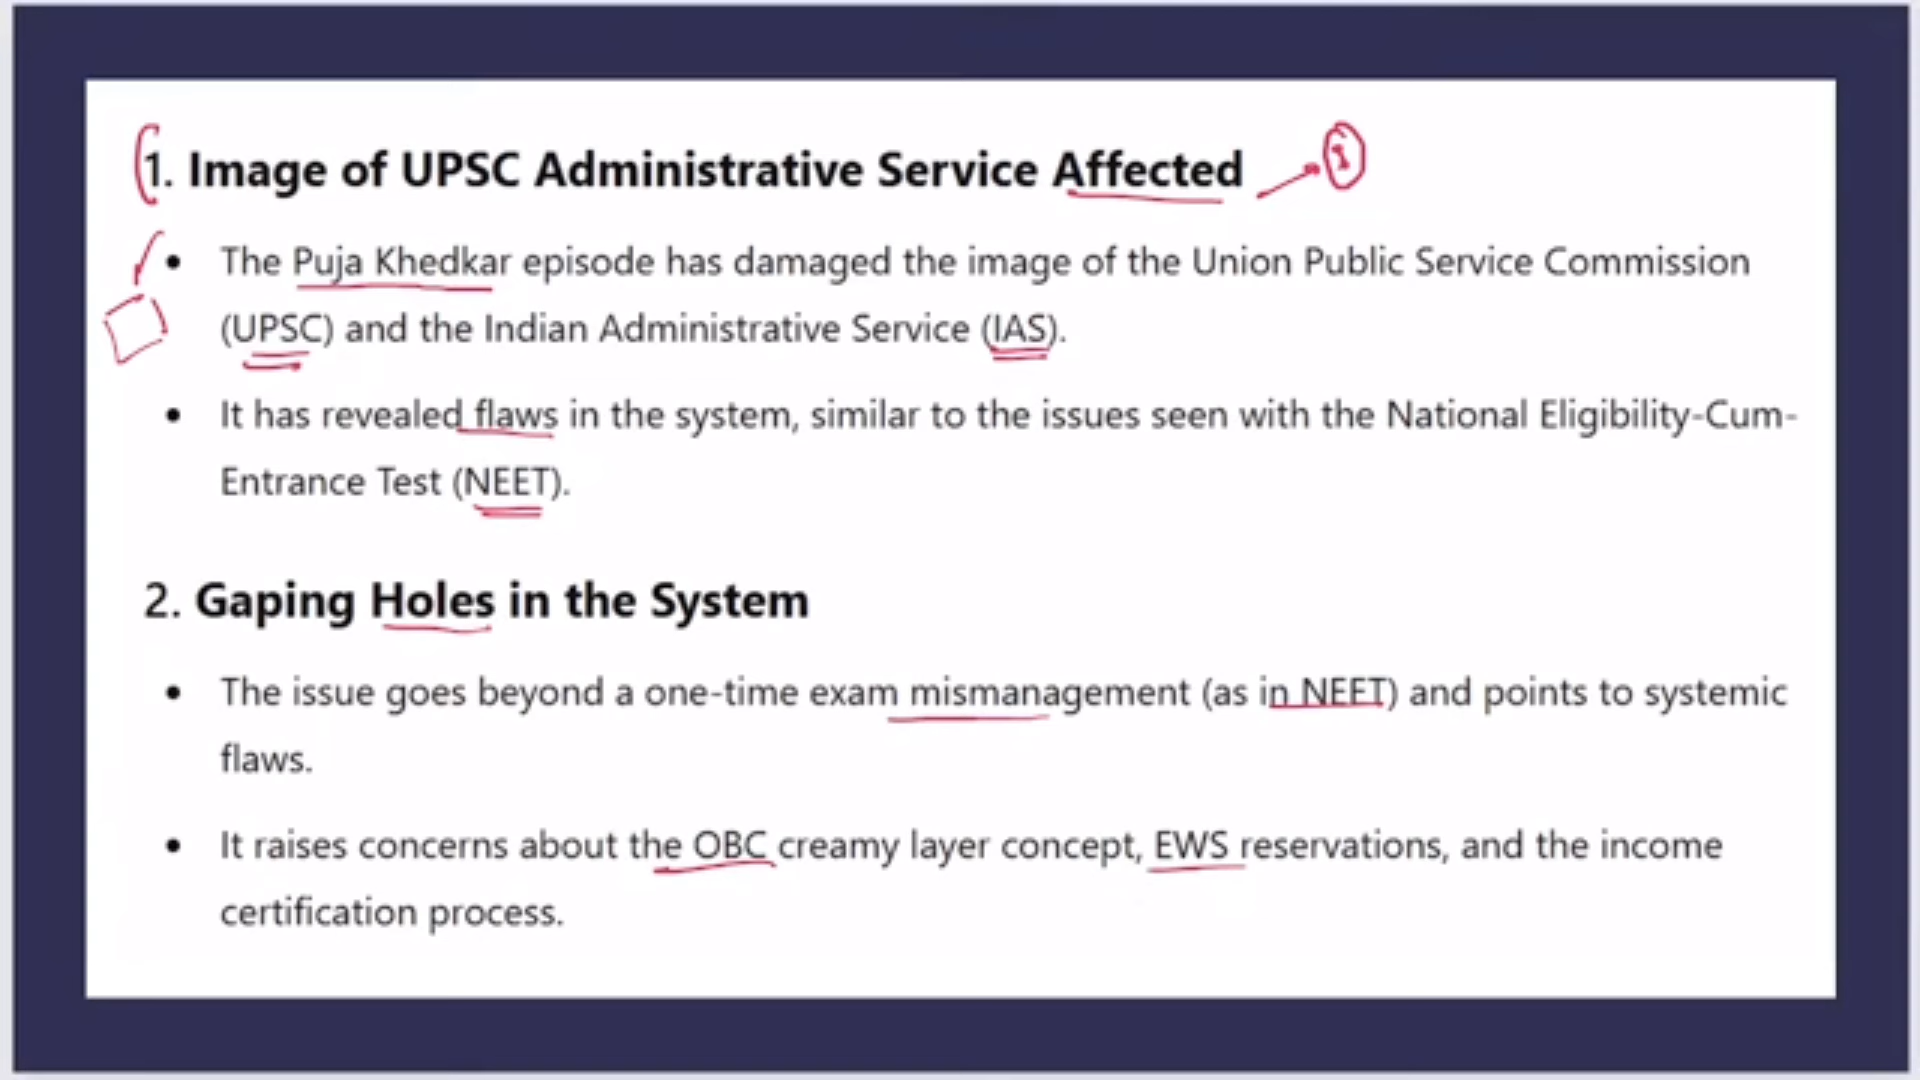 1. Image of UPSC Administrative Service Affected
1
• The Puja Khedkar episode has damaged the image of the Union Public Service Commission
(UPSC) and the Indian Administrative Service (IAS).
• It has revealed flaws in the system, similar to the issues seen with the National Eligibility-Cum-
Entrance Test (NEET).
2. Gaping Holes in the System
• The issue goes beyond a one-time exam mismanagement (as in NEET) and points to systemic
flaws.
• It raises concerns about the OBC creamy layer concept, EWS reservations, and the income
certification process.